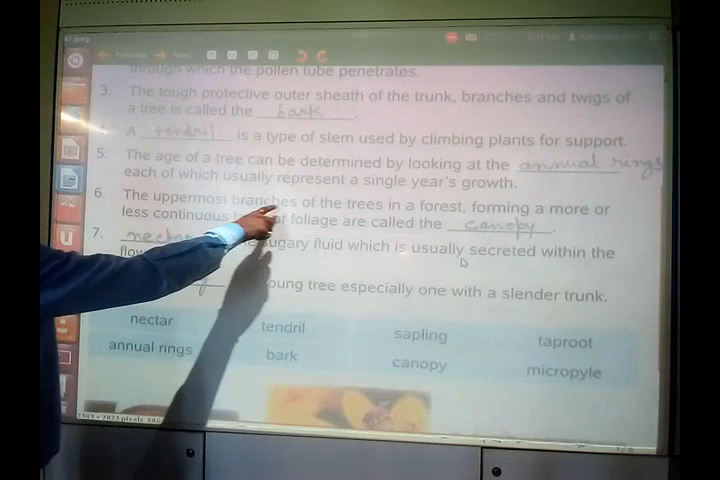 through which the pollen tube penetrates.
3. The tough protective outer sheath of the trunk, branches and twigs of
a tree is called the bark.
A tendril is a type of stem used by climbing plants for support.
5. The age of a tree can be determined by looking at the annual rings
each of which usually represent a single year's growth.
6. The uppermost branches of the trees in a forest, forming a more or
less continuous of foliage are called the canopy.
7. nectar sugary fluid which is usually secreted within the
oung tree especially one with a slender trunk.
nectar tendril sapling taproot
annual rings bark canopy micropyle